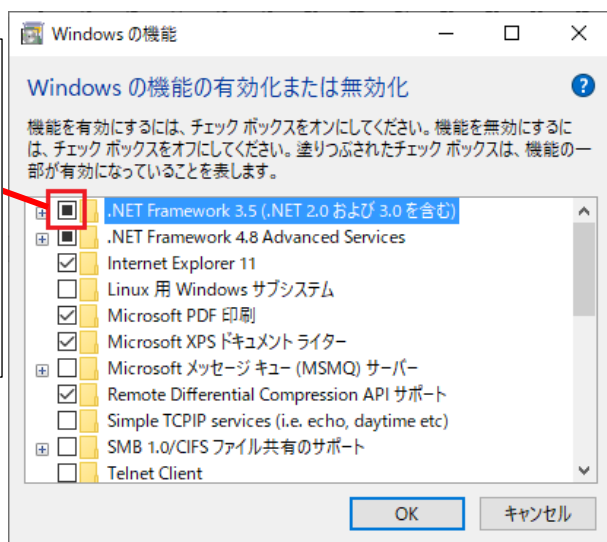 Windows の機能
Windows の機能の有効化または無効化
機能を有効にするには、チェック ボックスをオンにしてください。機能を無効にするに
は、チェック ボックスをオフにしてください。塗りつぶされたチェック ボックスは、機能の一
部が有効になっていることを表します。
.NET Framework 3.5 (.NET 2.0 および 3.0 を含む)
.NET Framework 4.8 Advanced Services
Internet Explorer 11
Linux 用 Windows サブシステム
Microsoft PDF 印刷
Microsoft XPS ドキュメント ライター
Microsoft メッセージ キュー (MSMQ) サーバー
Remote Differential Compression API サポート
Simple TCPIP services (i.e. echo, daytime etc)
SMB 1.0/CIFS ファイル共有のサポート
Telnet Client
OK キャンセル